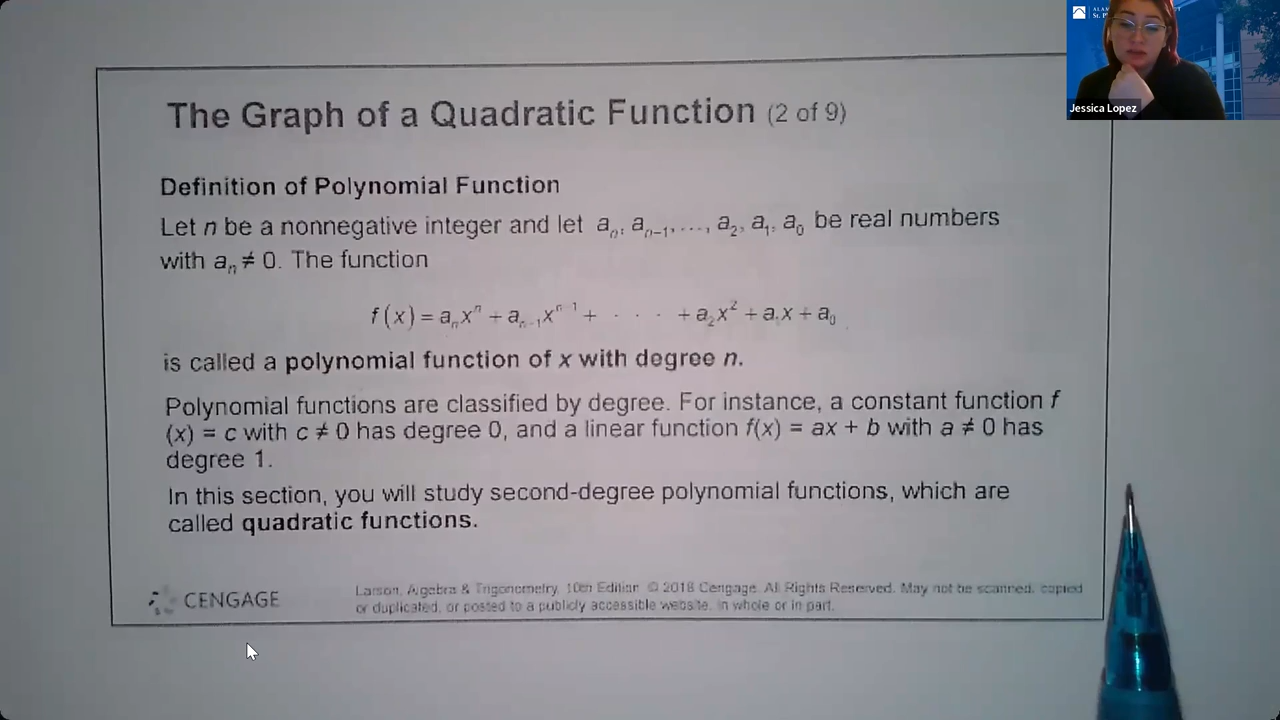 The Graph of a Quadratic Function (2 of 9)
Definition of Polynomial Function
Let n be a nonnegative integer and let aₙ, aₙ₋₁, …, a₂, a₁, a₀ be real numbers
with aₙ ≠ 0. The function
f(x) = aₙxⁿ + aₙ₋₁xⁿ⁻¹ + · · · + a₂x² + a₁x + a₀
is called a polynomial function of x with degree n.
Polynomial functions are classified by degree. For instance, a constant function f
(x) = c with c ≠ 0 has degree 0, and a linear function f(x) = ax + b with a ≠ 0 has
degree 1.
In this section, you will study second-degree polynomial functions, which are
called quadratic functions.
CENGAGE
Larson, Algebra & Trigonometry, 10th Edition. © 2018 Cengage. All Rights Reserved. May not be scanned, copied
or duplicated, or posted to a publicly accessible website, in whole or in part.
Jessica Lopez